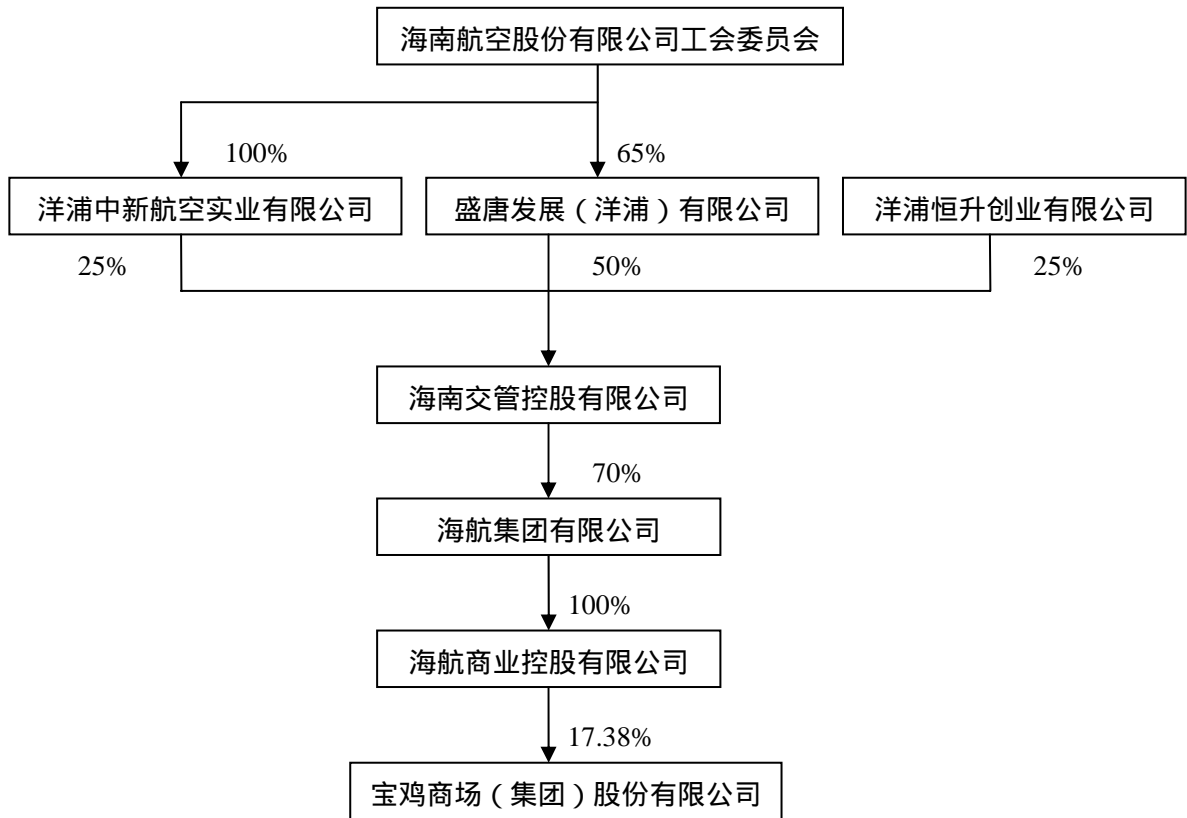 海南航空股份有限公司工会委员会
100%
65%
洋浦中新航空实业有限公司
盛唐发展（洋浦）有限公司
洋浦恒升创业有限公司
25%
50%
25%
海南交管控股有限公司
70%
海航集团有限公司
100%
海航商业控股有限公司
17.38%
宝鸡商场（集团）股份有限公司